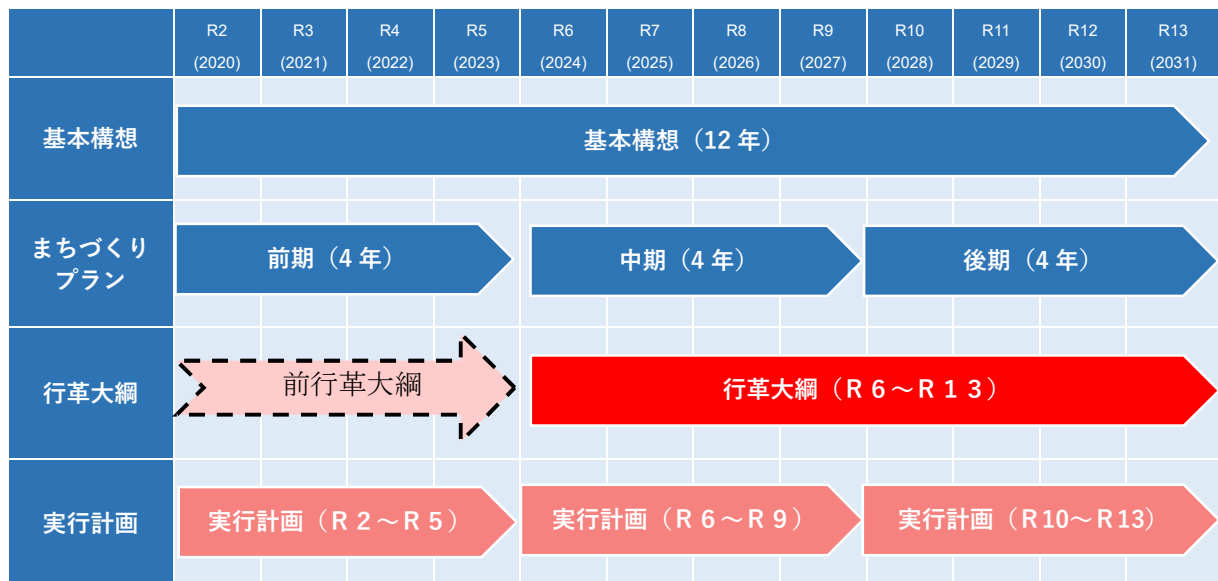 R2 R3 R4 R5 R6 R7 R8 R9 R10 R11 R12 R13
(2020) (2021) (2022) (2023) (2024) (2025) (2026) (2027) (2028) (2029) (2030) (2031)
基本構想
基本構想（12 年）
まちづくり
プラン
前期（4 年） 中期（4 年） 後期（4 年）
行革大綱
前行革大綱 行革大綱（Ｒ６～Ｒ１３）
実行計画
実行計画（Ｒ２～Ｒ５） 実行計画（Ｒ６～Ｒ９） 実行計画（Ｒ10～Ｒ13）